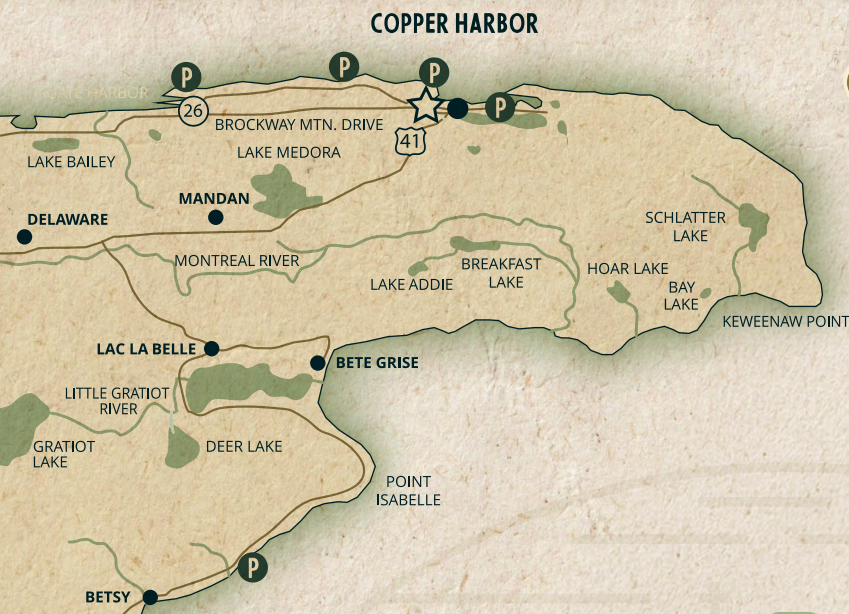 COPPER HARBOR
P
P
P
P
HARBOR
26
BROCKWAY MTN. DRIVE
41
LAKE BAILEY
LAKE MEDORA
MANDAN
DELAWARE
SCHLATTER
LAKE
MONTREAL RIVER
LAKE ADDIE
BREAKFAST
LAKE
HOAR LAKE
BAY
LAKE
KEWEENAW POINT
LAC LA BELLE
BETE GRISE
LITTLE GRATIOT
RIVER
GRATIOT
LAKE
DEER LAKE
POINT
ISABELLE
P
BETSY